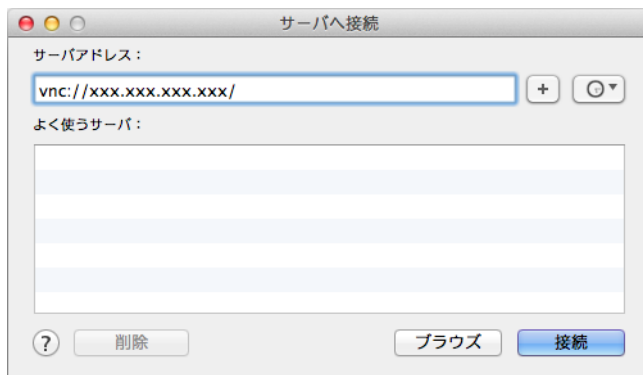 サーバへ接続
サーバアドレス：
vnc://xxx.xxx.xxx.xxx/
+
よく使うサーバ：
?
削除
ブラウズ
接続